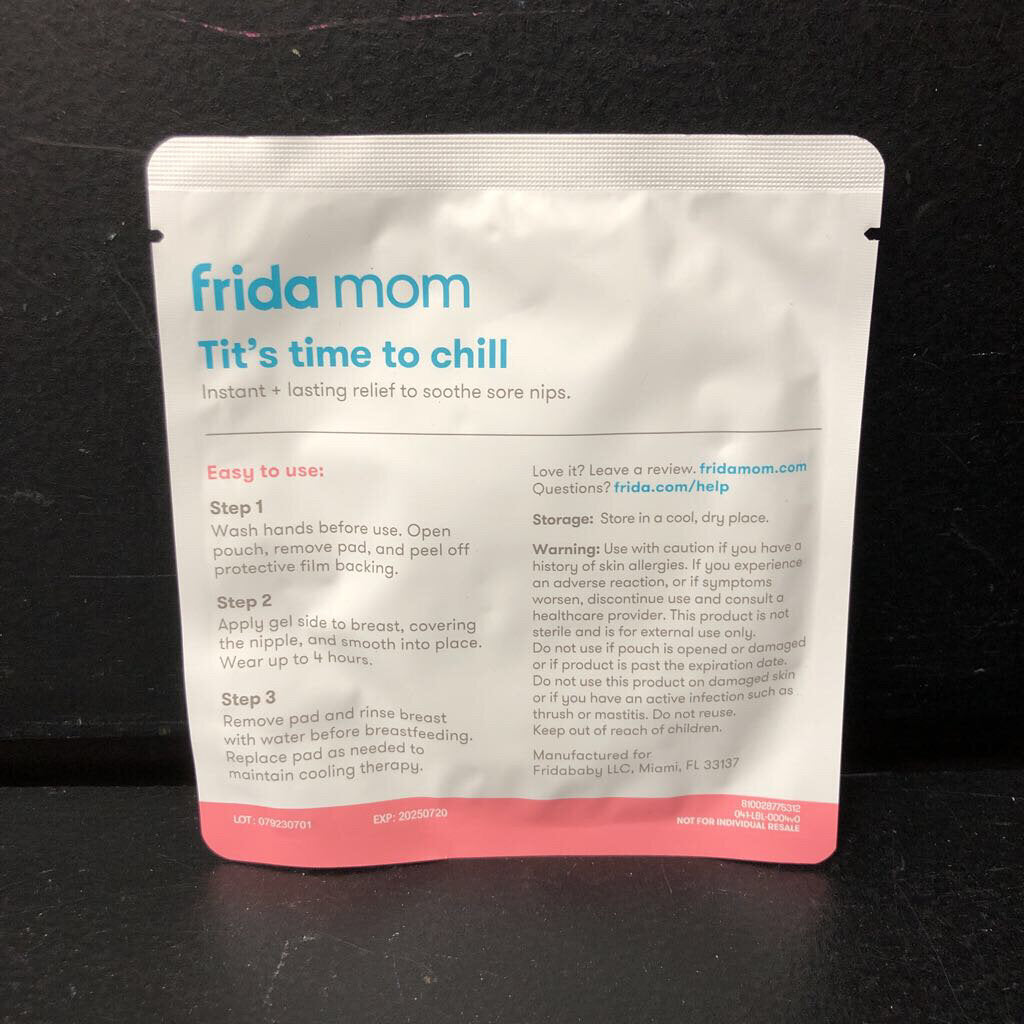 frida mom
Tit's time to chill
Instant + lasting relief to soothe sore nips.
Easy to use:
Step 1
Wash hands before use. Open
pouch, remove pad, and peel off
protective film backing.
Step 2
Apply gel side to breast, covering
the nipple, and smooth into place.
Wear up to 4 hours.
Step 3
Remove pad and rinse breast
with water before breastfeeding.
Replace pad as needed to
maintain cooling therapy.
Love it? Leave a review. fridamom.com
Questions? frida.com/help
Storage: Store in a cool, dry place.
Warning: Use with caution if you have a
history of skin allergies. If you experience
an adverse reaction, or if symptoms
worsen, discontinue use and consult a
healthcare provider. This product is not
sterile and is for external use only.
Do not use if pouch is opened or damaged
or if product is past the expiration date.
Do not use this product on damaged skin
or if you have an active infection such as
thrush or mastitis. Do not reuse.
Keep out of reach of children.
Manufactured for
Fridababy LLC, Miami, FL 33137
LOT: 079230701
EXP: 20250720
810028775312
041-LBL-0004v0
NOT FOR INDIVIDUAL RESALE